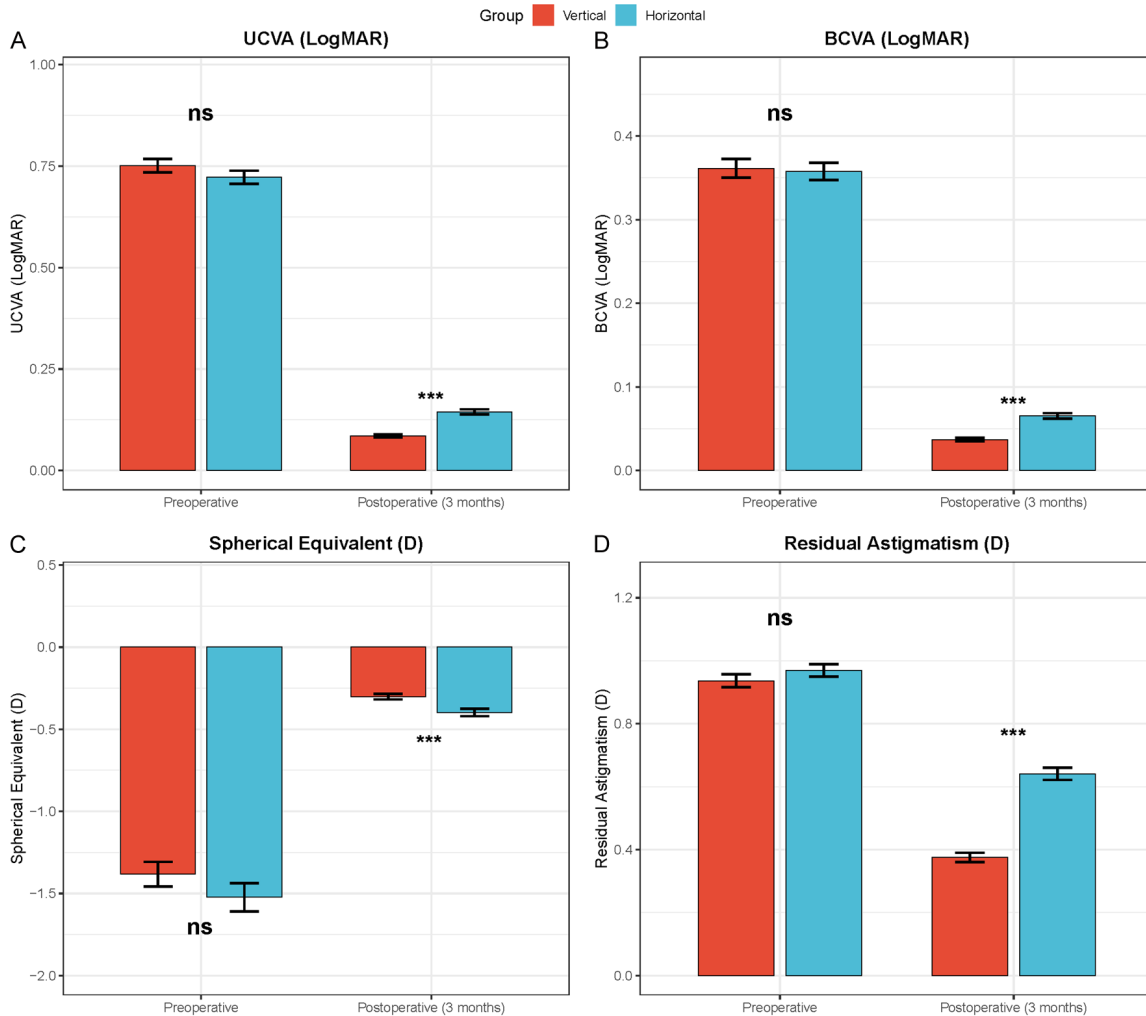 Group Vertical Horizontal
A UCVA (LogMAR)
1.00
0.75
0.50
0.25
0.00
UCVA (LogMAR)
ns
***
Preoperative Postoperative (3 months)
B BCVA (LogMAR)
0.4
0.3
0.2
0.1
0.0
BCVA (LogMAR)
ns
***
Preoperative Postoperative (3 months)
C Spherical Equivalent (D)
0.5
0.0
−0.5
−1.0
−1.5
−2.0
Spherical Equivalent (D)
***
ns
Preoperative Postoperative (3 months)
D Residual Astigmatism (D)
1.2
0.8
0.4
0.0
Residual Astigmatism (D)
ns
***
Preoperative Postoperative (3 months)